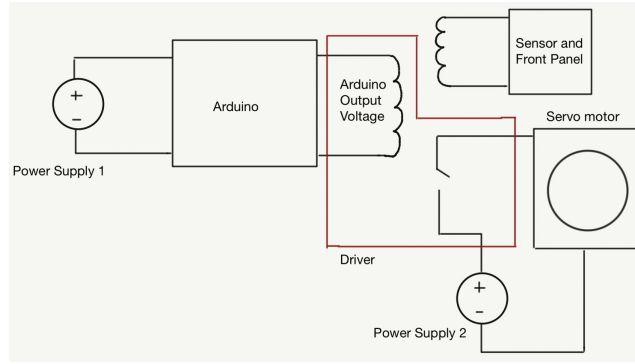 Sensor and
Front Panel
Arduino
Output
Voltage
Arduino
Servo motor
+
-
Power Supply 1
Driver
+
-
Power Supply 2